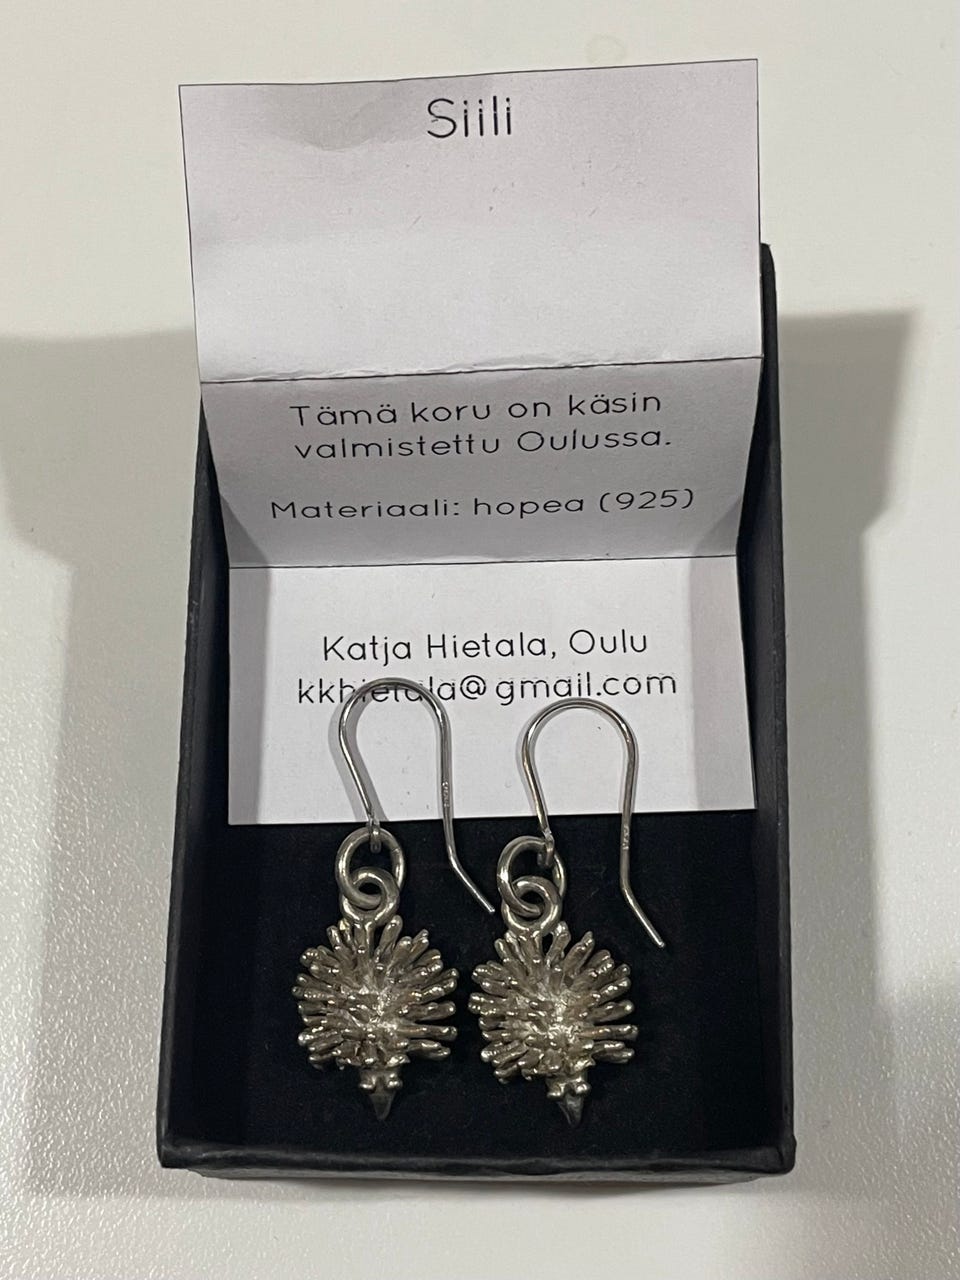 Siili
Tämä koru on käsin
valmistettu Oulussa.
Materiaali: hopea (925)
Katja Hietala, Oulu
kkhietala@gmail.com